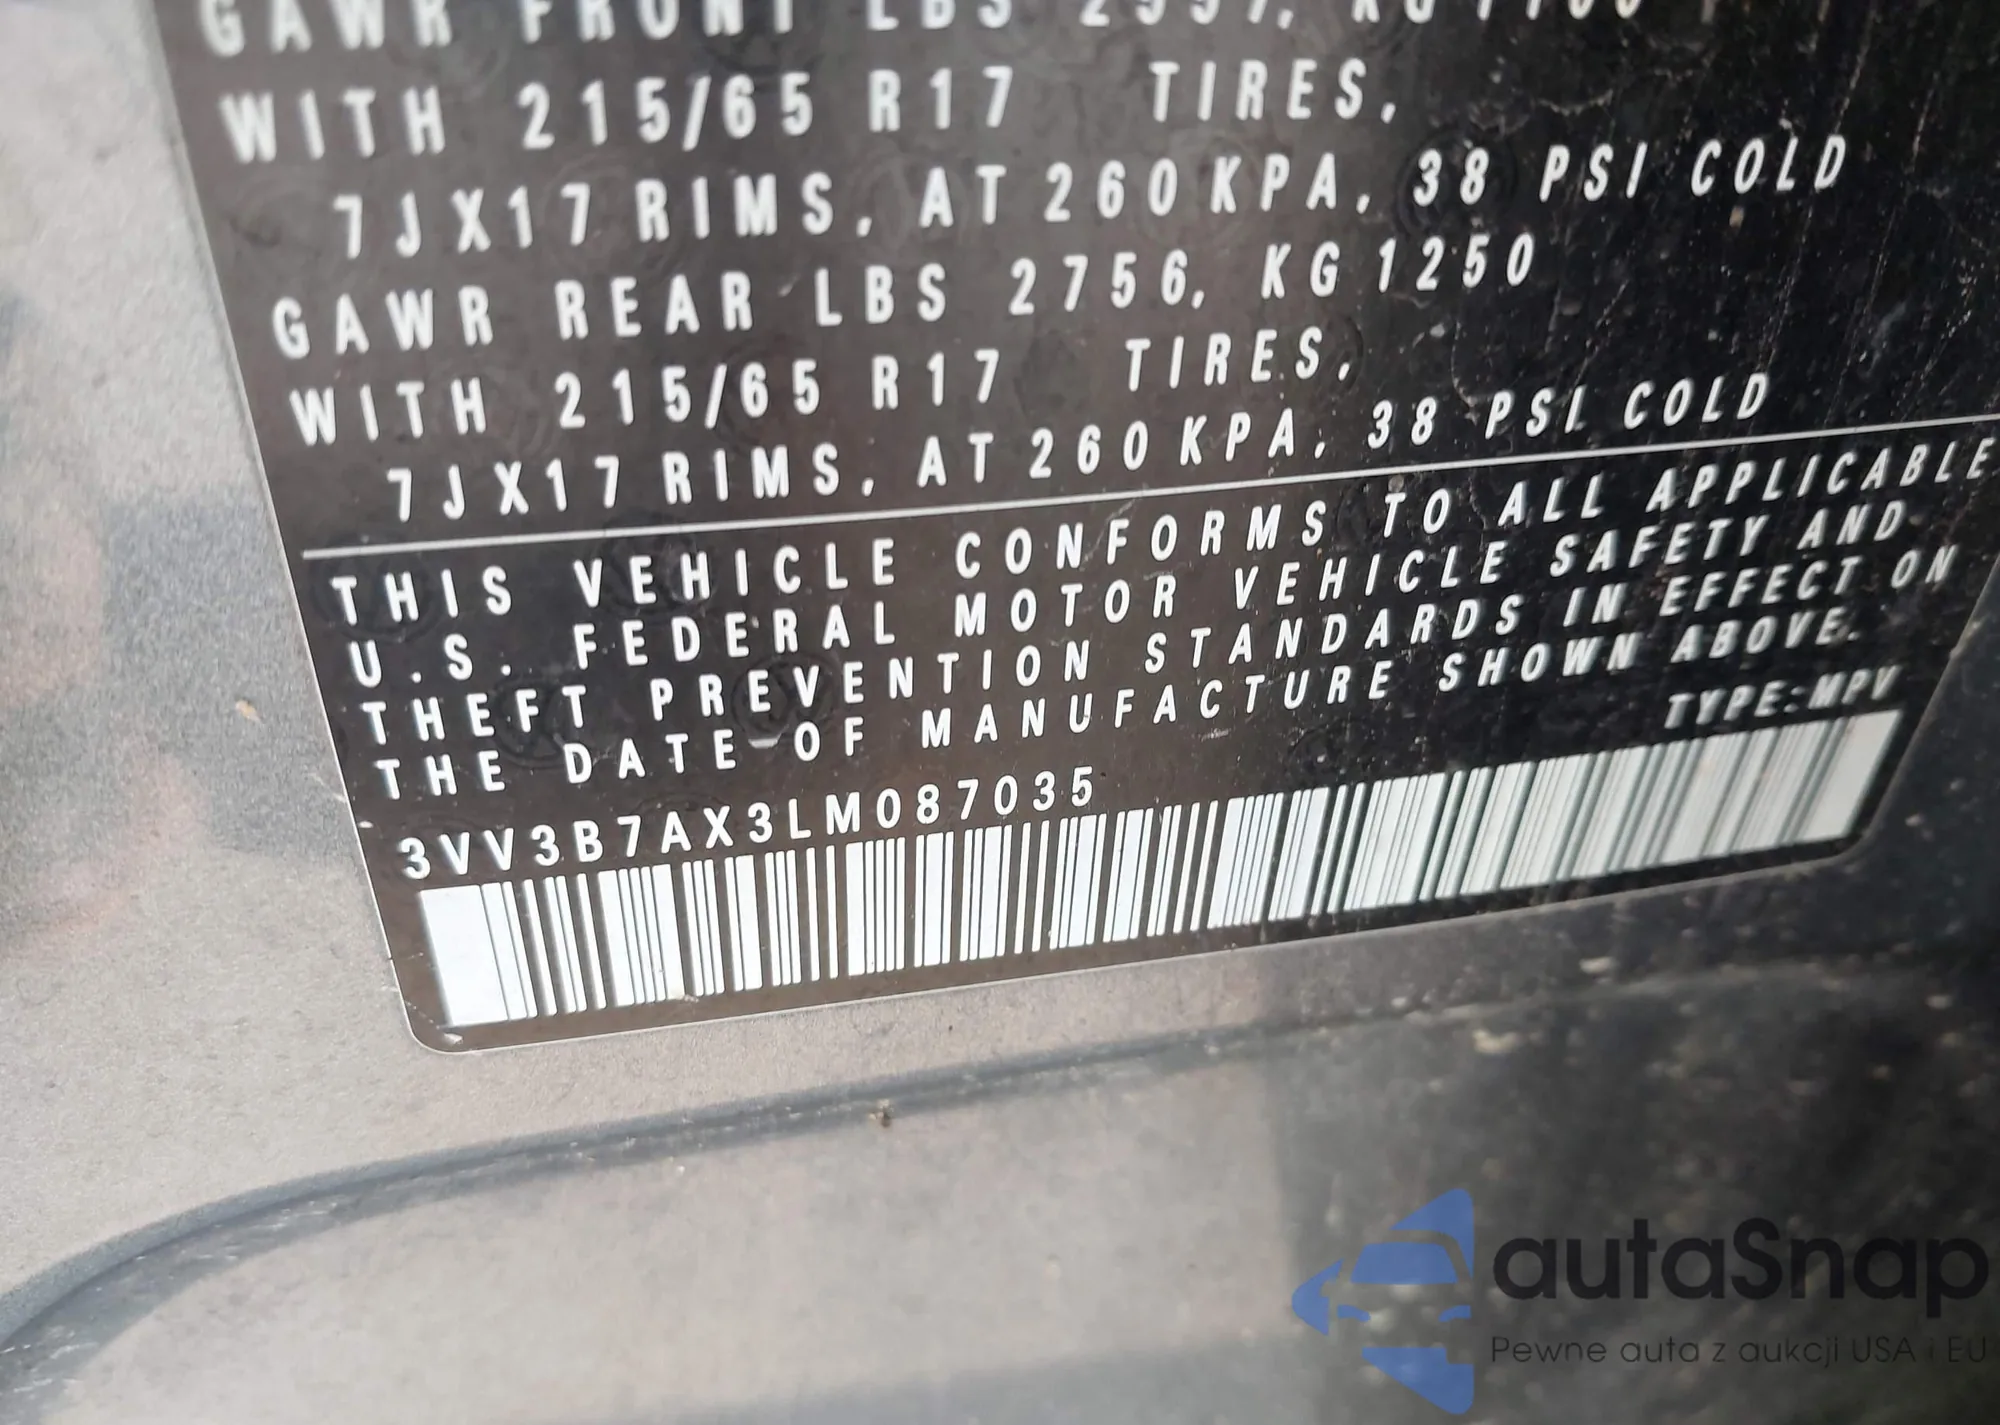 GAWR FRONT LBS
WITH 215/65 R17 TIRES,
7JX17 RIMS, AT 260 KPA, 38 PSI COLD
GAWR REAR LBS 2756, KG 1250
WITH 215/65 R17 TIRES,
7JX17 RIMS, AT 260 KPA, 38 PSI COLD
THIS VEHICLE CONFORMS TO ALL APPLICABLE
U.S. FEDERAL MOTOR VEHICLE SAFETY AND
THEFT PREVENTION STANDARDS IN EFFECT ON
THE DATE OF MANUFACTURE SHOWN ABOVE.
TYPE: MPV
3VV3B7AX3LM087035
autaSnap
Pewne auta z aukcji USA i EU